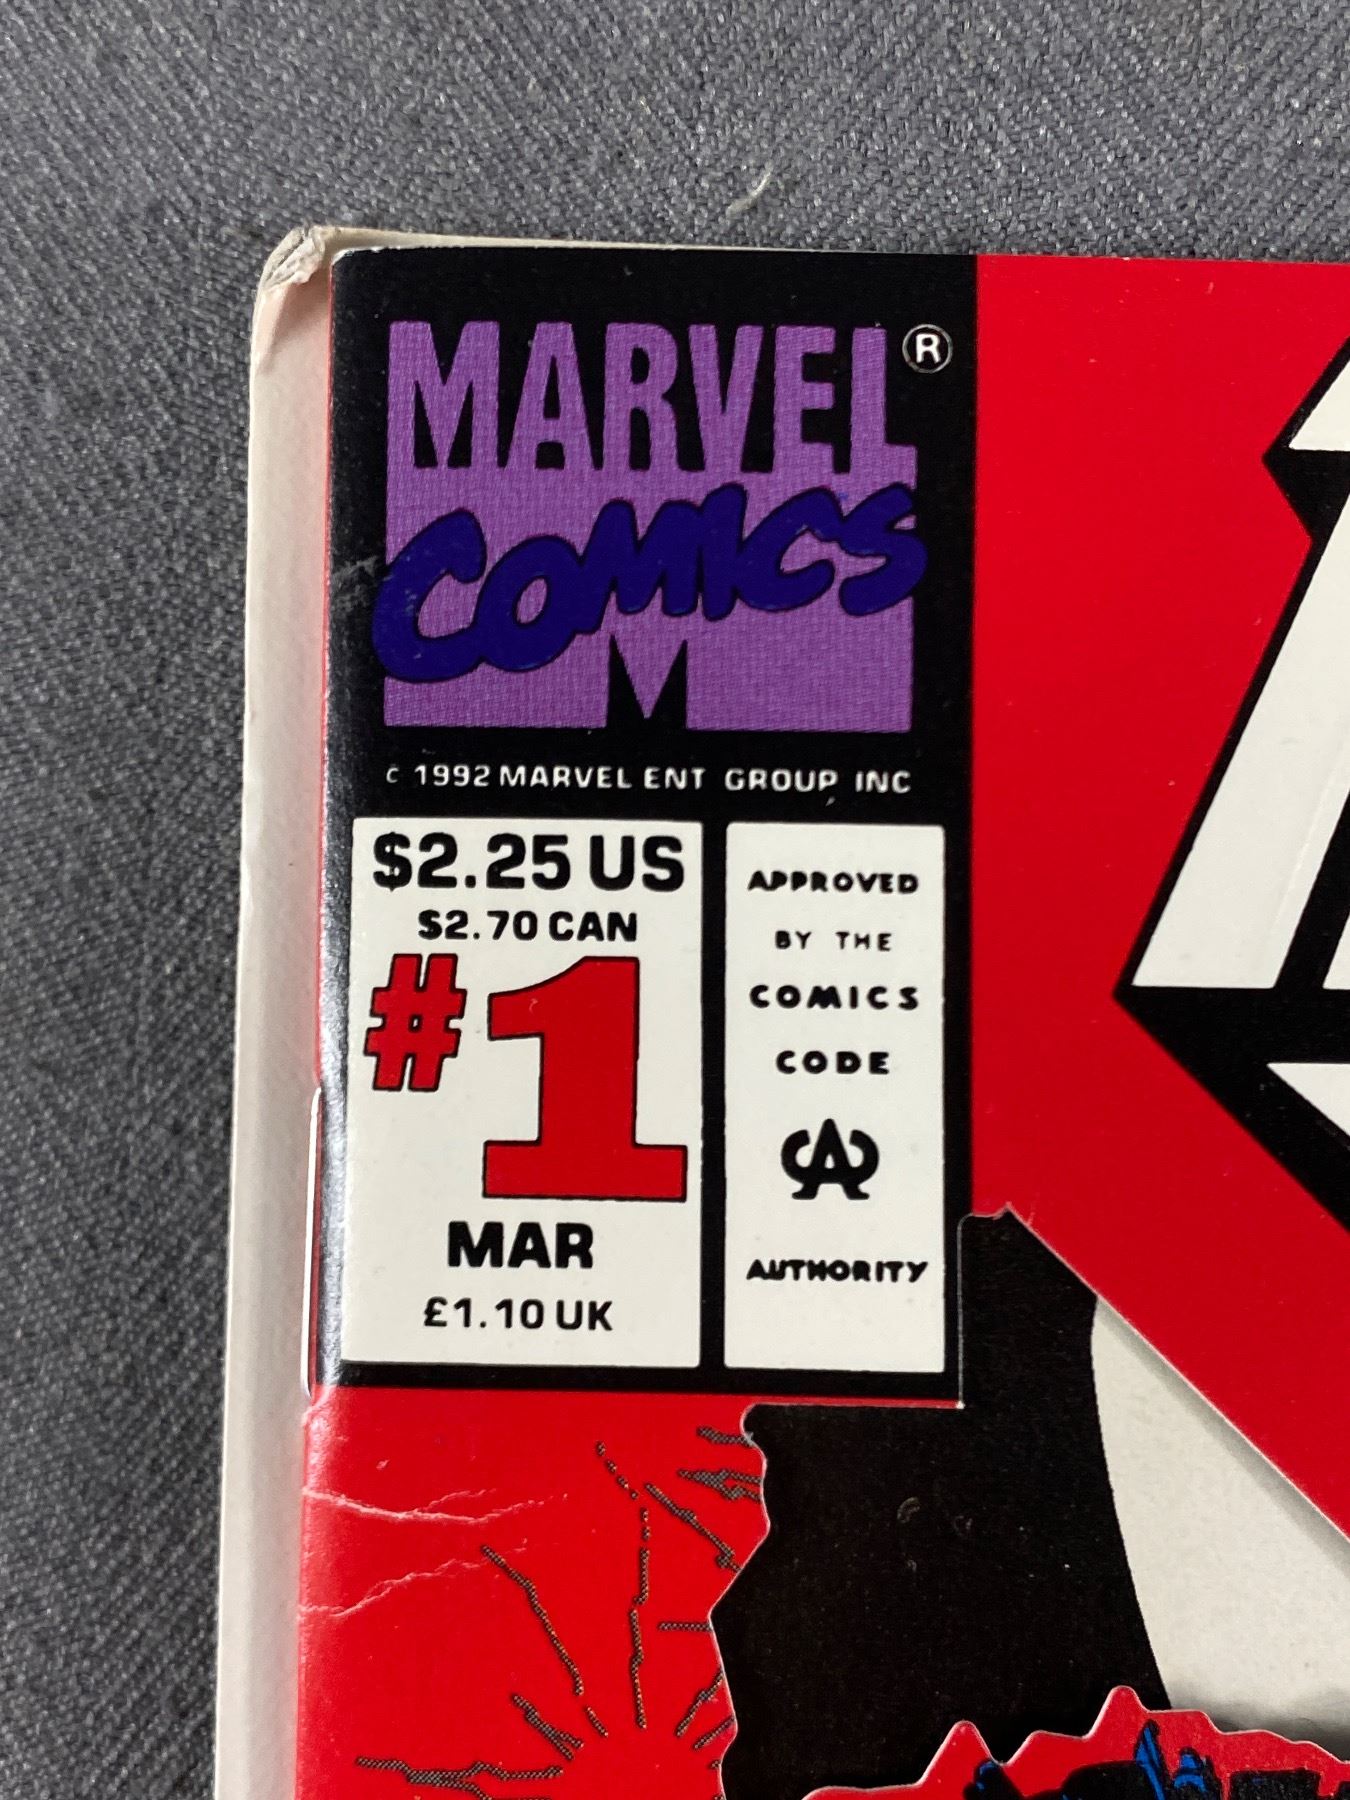 MARVEL ®
COMICS
M
c 1992 MARVEL ENT GROUP INC
$2.25 US
$2.70 CAN
#1
MAR
£1.10 UK
APPROVED
BY THE
COMICS
CODE
CA
AUTHORITY